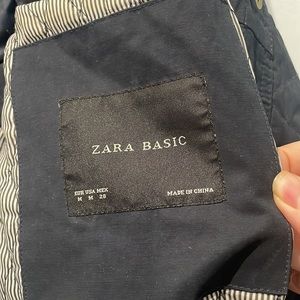 ZARA BASIC
EUR USA MEX
M M 28
MADE IN CHINA